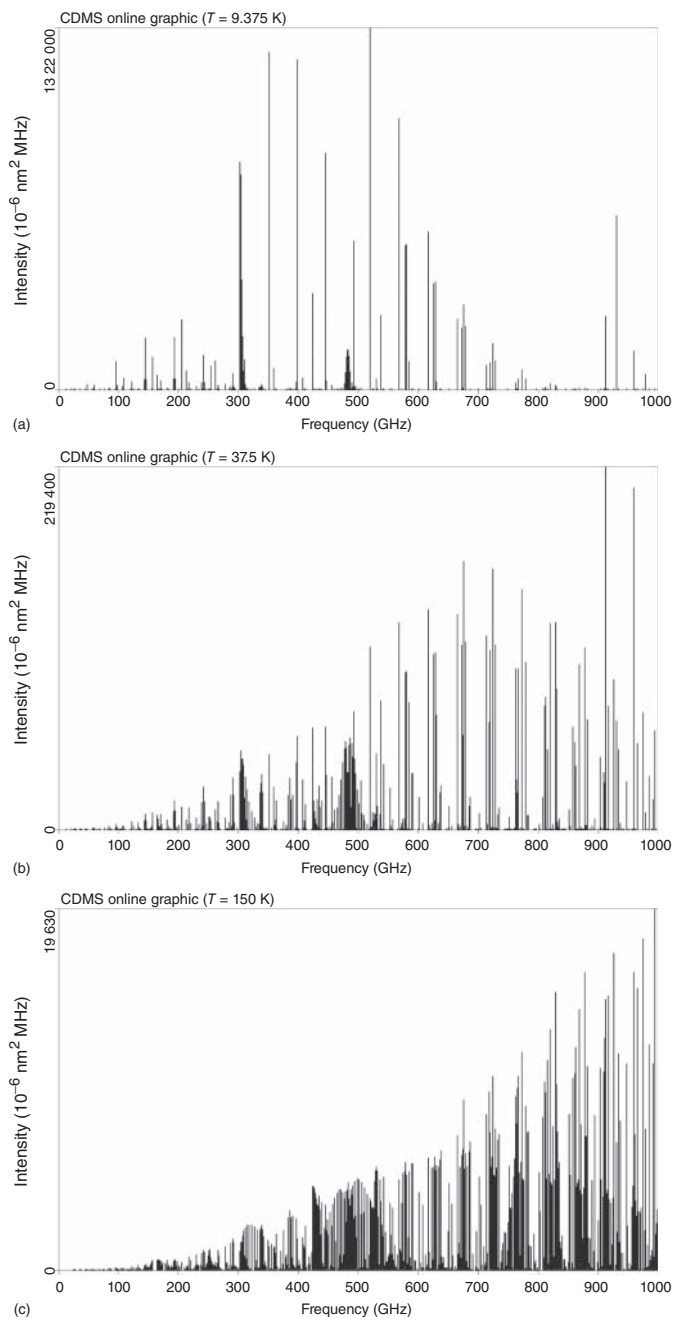 CDMS online graphic (T = 9.375 K)
13 22 000
Intensity (10⁻⁶ nm² MHz)
0
0 100 200 300 400 500 600 700 800 900 1000
(a) Frequency (GHz)
CDMS online graphic (T = 37.5 K)
219 400
Intensity (10⁻⁶ nm² MHz)
0
0 100 200 300 400 500 600 700 800 900 1000
(b) Frequency (GHz)
CDMS online graphic (T = 150 K)
19 630
Intensity (10⁻⁶ nm² MHz)
0
0 100 200 300 400 500 600 700 800 900 1000
(c) Frequency (GHz)